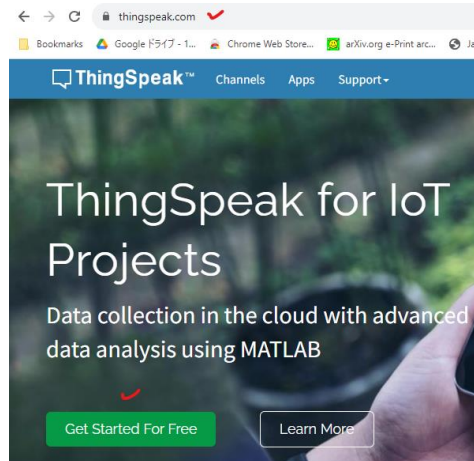 thingspeak.com
Bookmarks Google ドライブ - 1... Chrome Web Store... arXiv.org e-Print arc... Ja
ThingSpeak™ Channels Apps Support
ThingSpeak for IoT
Projects
Data collection in the cloud with advanced
data analysis using MATLAB
Get Started For Free Learn More